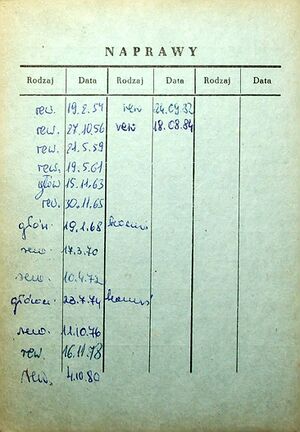 NAPRAWY
Rodzaj Data Rodzaj Data Rodzaj Data
rew. 19.2.54 rew 24.09.82
rew. 27.10.56 rew 18.08.84
rew. 21.5.59
rew. 19.5.61
głów 15.11.63
rew. 30.11.65
głów. 19.1.68
rew. 17.3.70
rew. 10.4.72
główn. 23.7.74
rew. 11.10.76
rew. 16.11.78
rew. 4.10.80